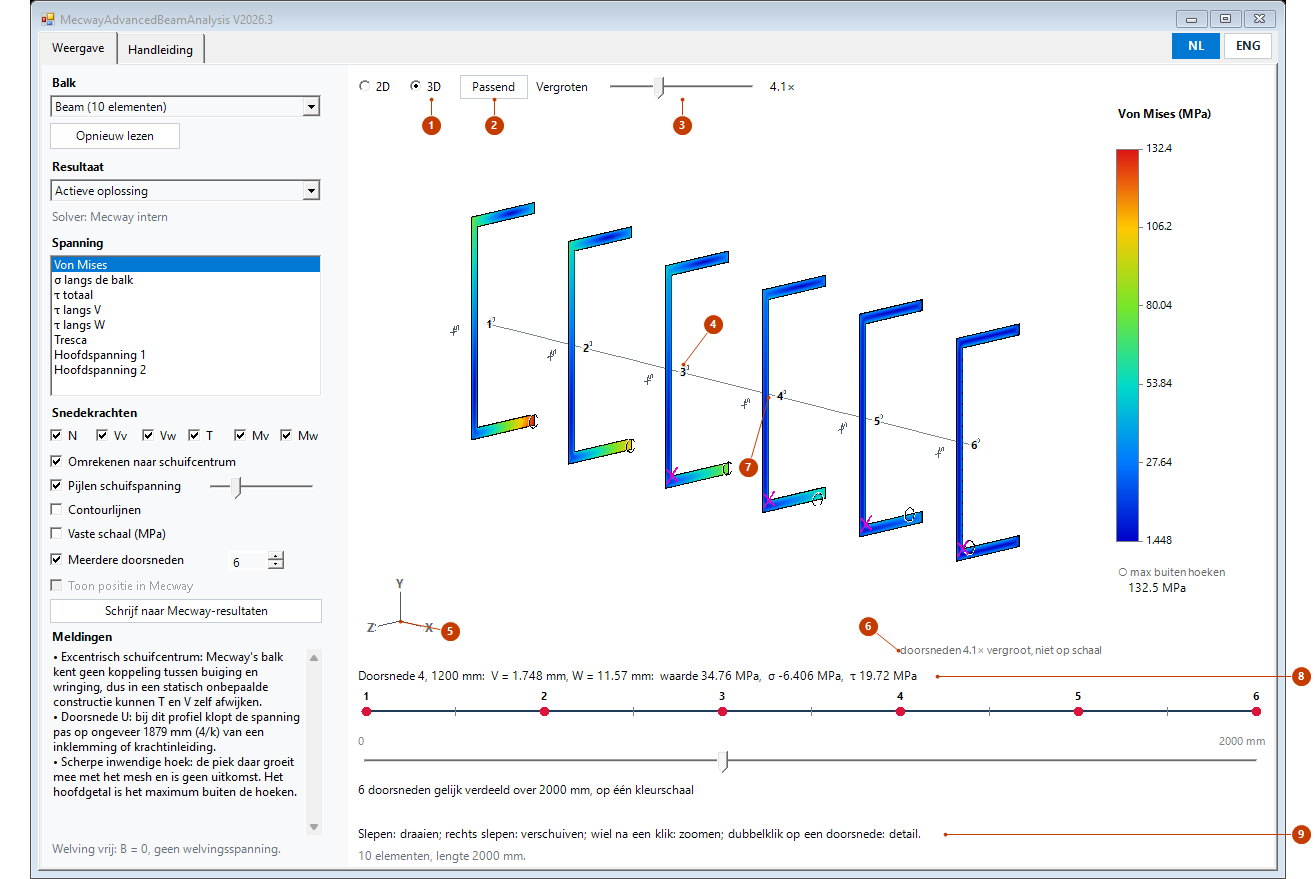 MecwayAdvancedBeamAnalysis V2026.3
Weergave
Handleiding
NL
ENG
Balk
Beam (10 elementen)
Opnieuw lezen
Resultaat
Actieve oplossing
Solver: Mecway intern
Spanning
Von Mises
σ langs de balk
τ totaal
τ langs V
τ langs W
Tresca
Hoofdspanning 1
Hoofdspanning 2
Snedekrachten
N Vv Vw T Mv Mw
Omrekenen naar schuifcentrum
Pijlen schuifspanning
Contourlijnen
Vaste schaal (MPa)
Meerdere doorsneden 6
Toon positie in Mecway
Schrijf naar Mecway-resultaten
Meldingen
• Excentrisch schuifcentrum: Mecway's balk
kent geen koppeling tussen buiging en
wringing, dus in een statisch onbepaalde
constructie kunnen T en V zelf afwijken.
• Doorsnede U: bij dit profiel klopt de spanning
pas op ongeveer 1879 mm (4/k) van een
inklemming of krachtinleiding.
• Scherpe inwendige hoek: de piek daar groeit
mee met het mesh en is geen uitkomst. Het
hoofdgetal is het maximum buiten de hoeken.
Welving vrij: B = 0, geen welvingsspanning.
2D 3D Passend Vergroten 4.1×
1 2 3
Von Mises (MPa)
132.4
106.2
80.04
53.84
27.64
1.448
O max buiten hoeken
132.5 MPa
1
2
3
4
5
6
4
7
Y
Z
X
5
6
doorsneden 4.1× vergroot, niet op schaal
Doorsnede 4, 1200 mm: V = 1.748 mm, W = 11.57 mm: waarde 34.76 MPa, σ -6.406 MPa, τ 19.72 MPa
8
1 2 3 4 5 6
0 2000 mm
6 doorsneden gelijk verdeeld over 2000 mm, op één kleurschaal
Slepen: draaien; rechts slepen: verschuiven; wiel na een klik: zoomen; dubbelklik op een doorsnede: detail.
9
10 elementen, lengte 2000 mm.